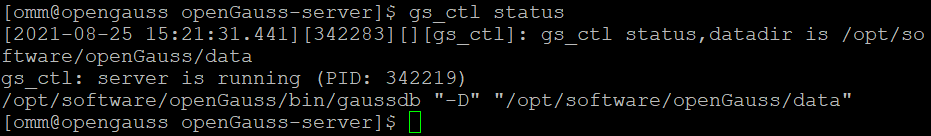 [omm@opengauss openGauss-server]$ gs_ctl status
[2021-08-25 15:21:31.441][342283][][gs_ctl]: gs_ctl status,datadir is /opt/so
ftware/openGauss/data
gs_ctl: server is running (PID: 342219)
/opt/software/openGauss/bin/gaussdb "-D" "/opt/software/openGauss/data"
[omm@opengauss openGauss-server]$